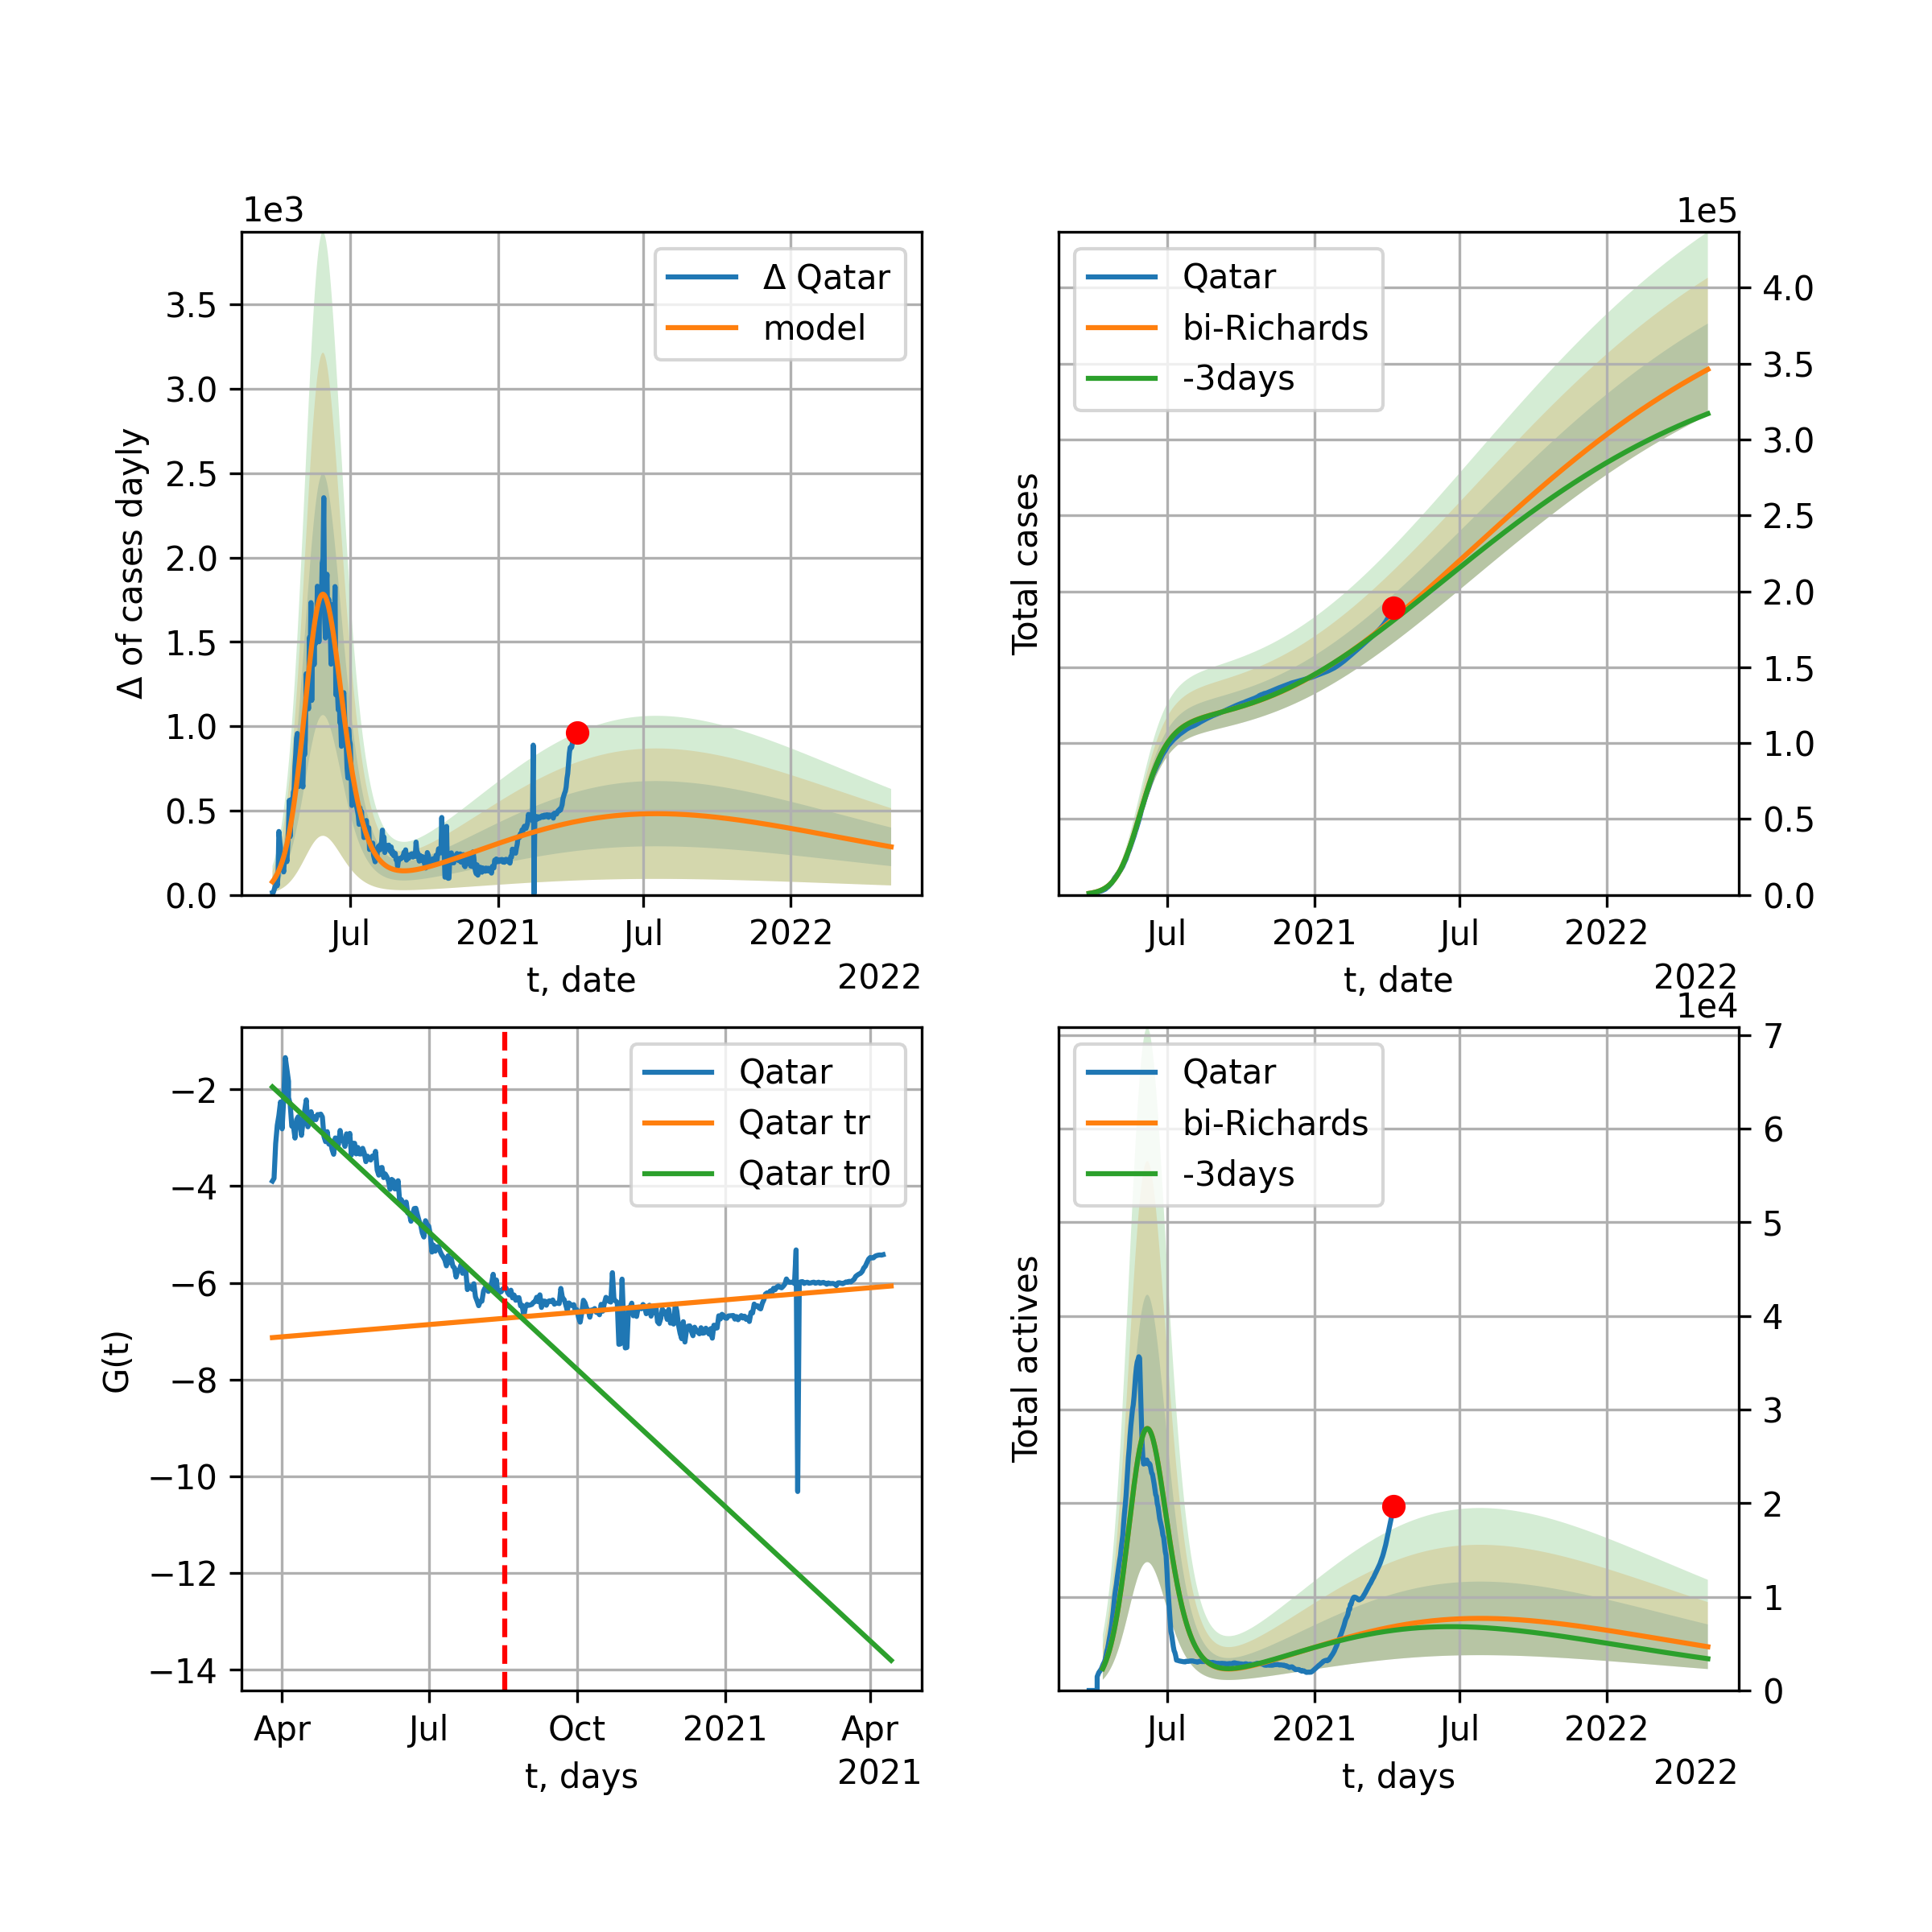 1e3
Δ of cases dayly
3.5
3.0
2.5
2.0
1.5
1.0
0.5
0.0
Δ Qatar
model
Jul
2021
Jul
2022
t, date
2022
1e5
Total cases
Qatar
bi-Richards
-3days
4.0
3.5
3.0
2.5
2.0
1.5
1.0
0.5
0.0
Jul
2021
Jul
2022
t, date
2022
G(t)
−2
−4
−6
−8
−10
−12
−14
Qatar
Qatar tr
Qatar tr0
Apr
Jul
Oct
2021
Apr
t, days
2021
1e4
Total actives
Qatar
bi-Richards
-3days
7
6
5
4
3
2
1
0
Jul
2021
Jul
2022
t, days
2022